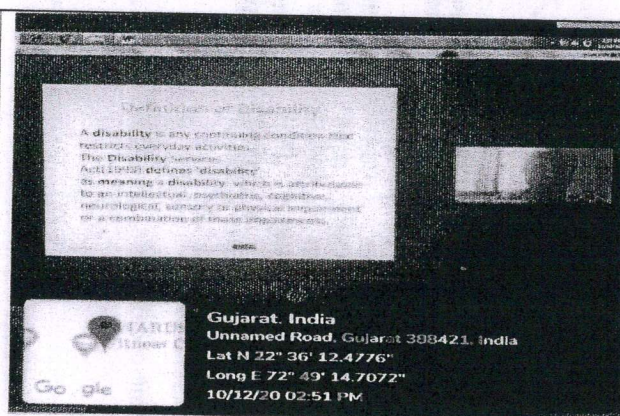 Definition of Disability
A disability is any continuing condition that
restricts everyday activities.
The Disability Services
Act(1993) defines 'disability'
as meaning a disability which is attributable
to an intellectual, psychiatric, cognitive,
neurological, sensory or physical impairment
or a combination of those impairments.
Google
Gujarat, India
Unnamed Road, Gujarat 388421, India
Lat N 22° 36' 12.4776"
Long E 72° 49' 14.7072"
10/12/20 02:51 PM